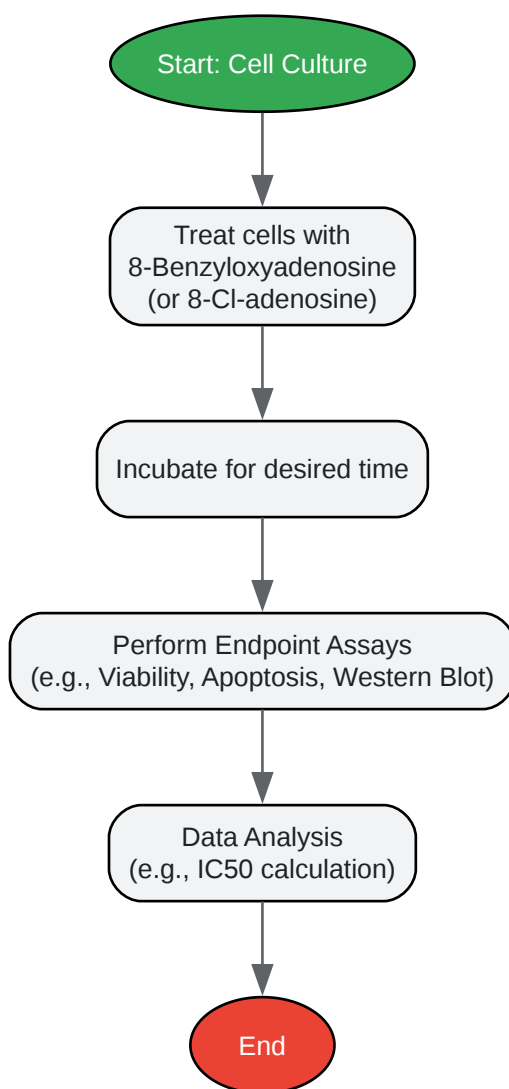 Start: Cell Culture
Treat cells with
8-Benzyloxyadenosine
(or 8-Cl-adenosine)
Incubate for desired time
Perform Endpoint Assays
(e.g., Viability, Apoptosis, Western Blot)
Data Analysis
(e.g., IC50 calculation)
End